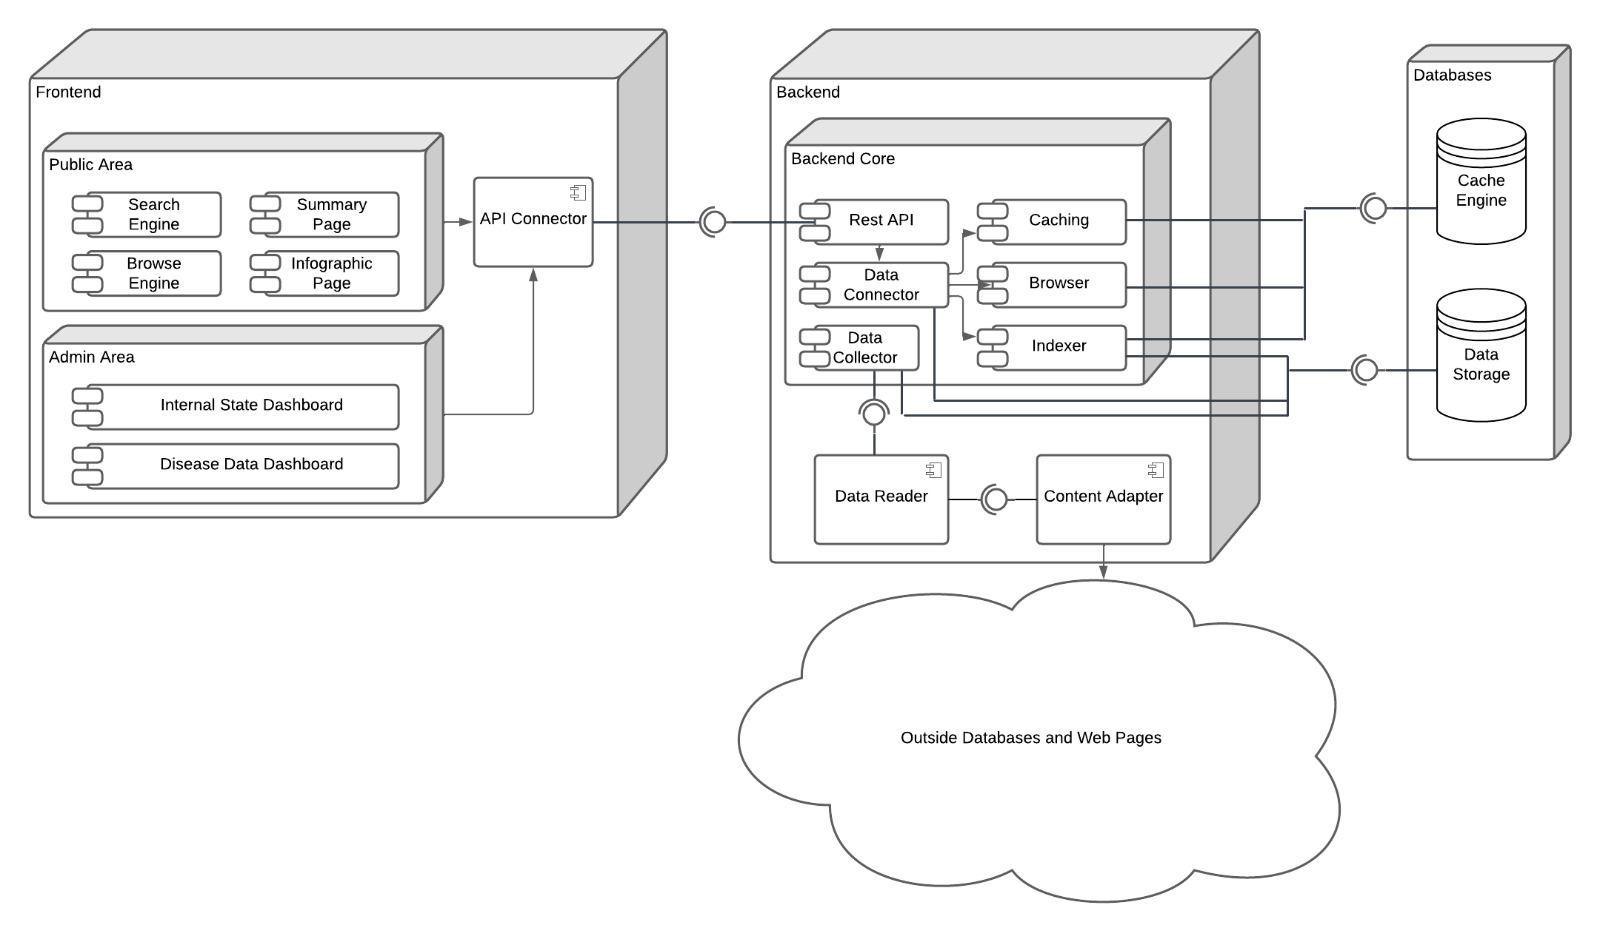 Frontend
Public Area
Search
Engine
Summary
Page
Browse
Engine
Infographic
Page
API Connector
Admin Area
Internal State Dashboard
Disease Data Dashboard
Backend
Backend Core
Rest API
Data
Connector
Data
Collector
Caching
Browser
Indexer
Data Reader
Content Adapter
Databases
Cache
Engine
Data
Storage
Outside Databases and Web Pages